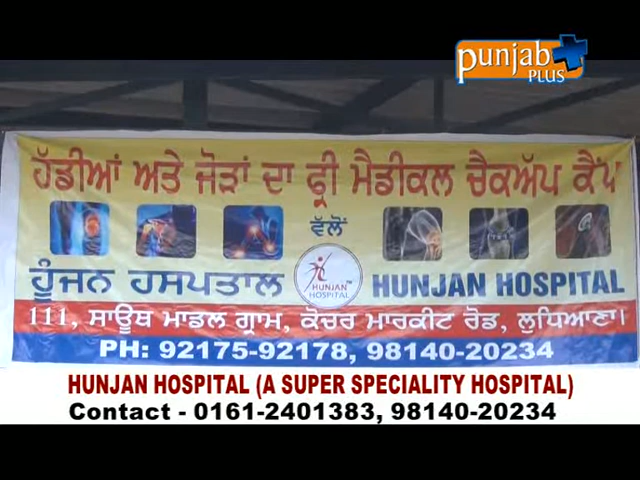 punjab
PLUS
ਹੱਡੀਆਂ ਅਤੇ ਜੋੜਾਂ ਦਾ ਫ੍ਰੀ ਮੈਡੀਕਲ ਚੈਕਅੱਪ ਕੈਂਪ
ਵੱਲੋਂ
ਹੂੰਜਨ ਹਸਪਤਾਲ
HUNJAN
HOSPITAL
HUNJAN HOSPITAL
111, ਸਾਊਥ ਮਾਡਲ ਗ੍ਰਾਮ, ਕੋਚਰ ਮਾਰਕੀਟ ਰੋਡ, ਲੁਧਿਆਣਾ।
PH: 92175-92178, 98140-20234
HUNJAN HOSPITAL (A SUPER SPECIALITY HOSPITAL)
Contact - 0161-2401383, 98140-20234